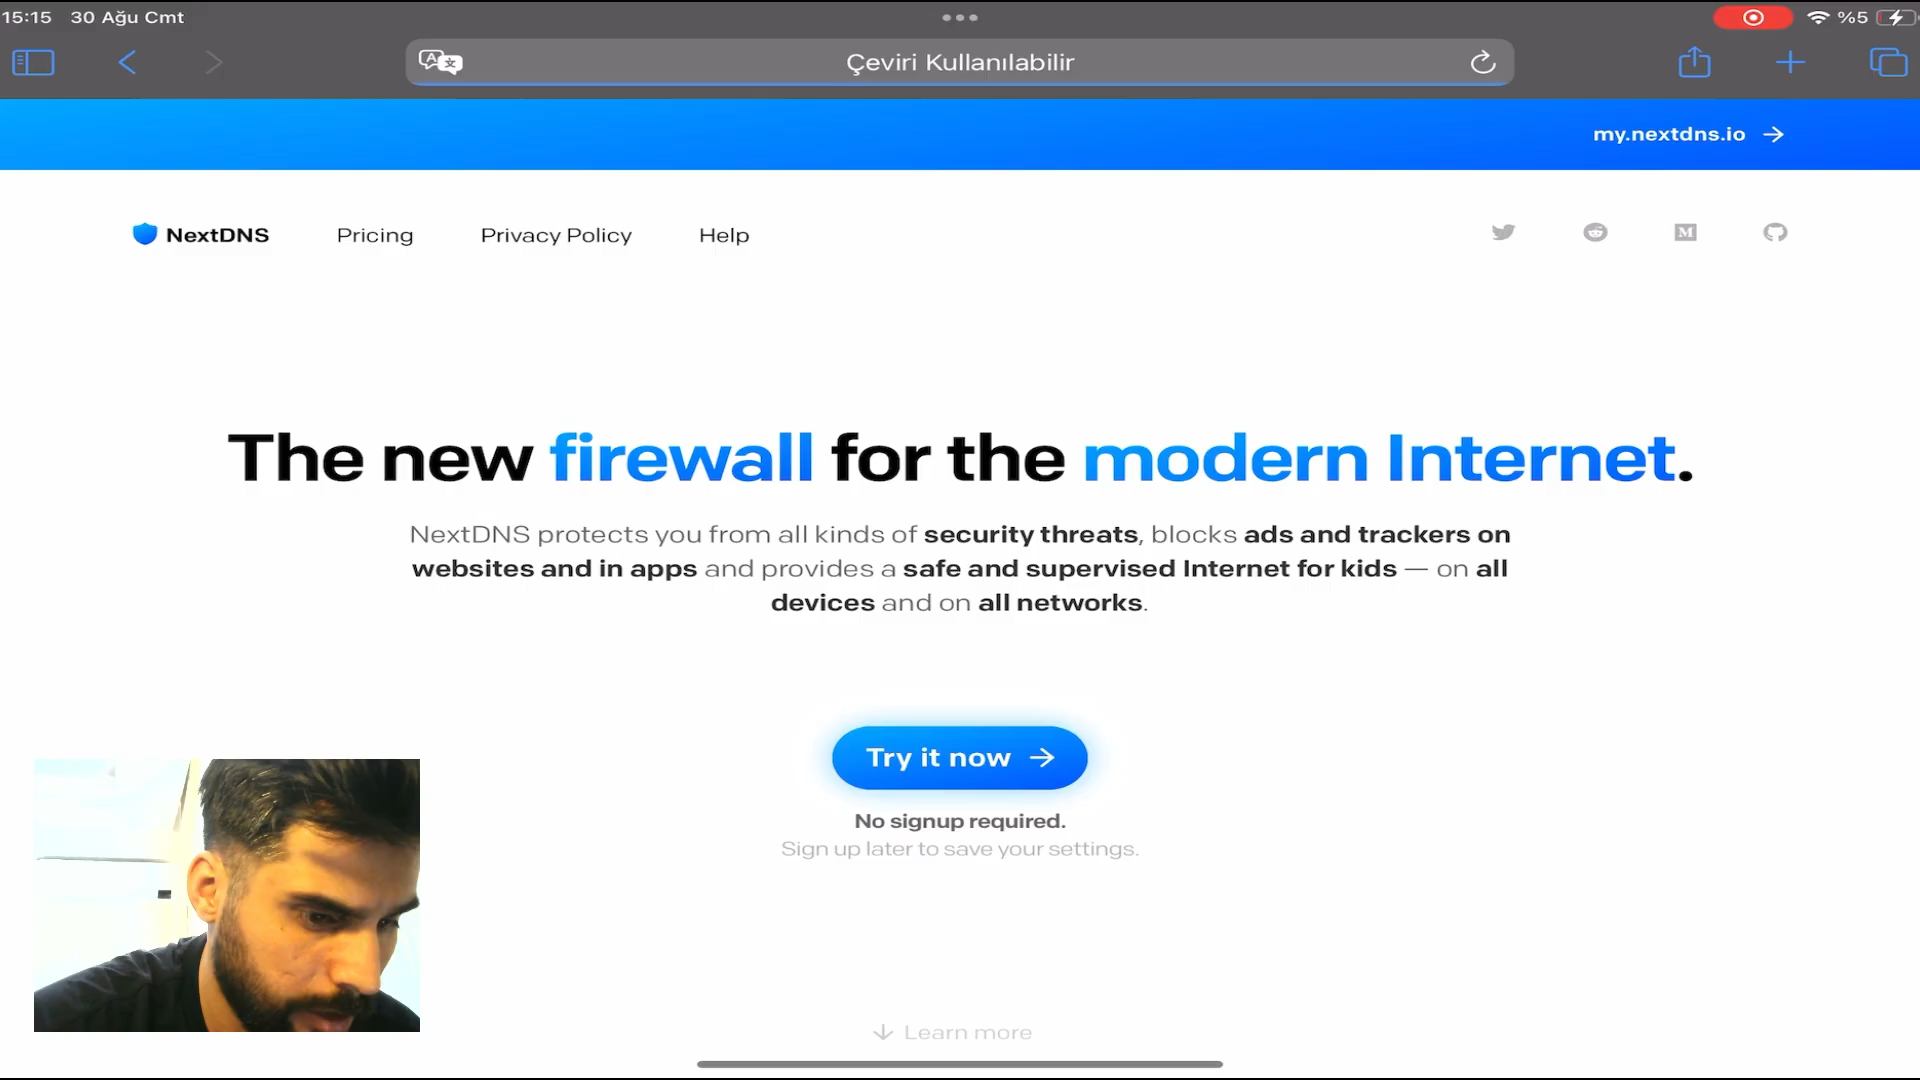 15:15 30 Ağu Cmt
%5
Çeviri Kullanılabilir
my.nextdns.io
NextDNS Pricing Privacy Policy Help
The new firewall for the modern Internet.
NextDNS protects you from all kinds of security threats, blocks ads and trackers on
websites and in apps and provides a safe and supervised Internet for kids — on all
devices and on all networks.
Try it now
No signup required.
Sign up later to save your settings.
Learn more